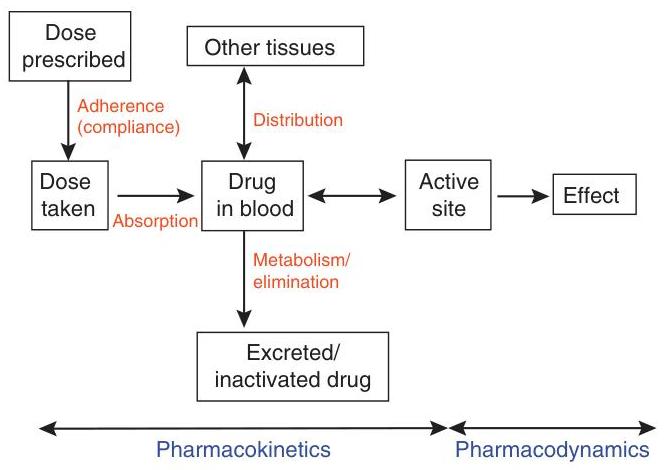 Dose
prescribed
Other tissues
Adherence
(compliance)
Distribution
Dose
taken
Absorption
Drug
in blood
Active
site
Effect
Metabolism/
elimination
Excreted/
inactivated drug
Pharmacokinetics
Pharmacodynamics